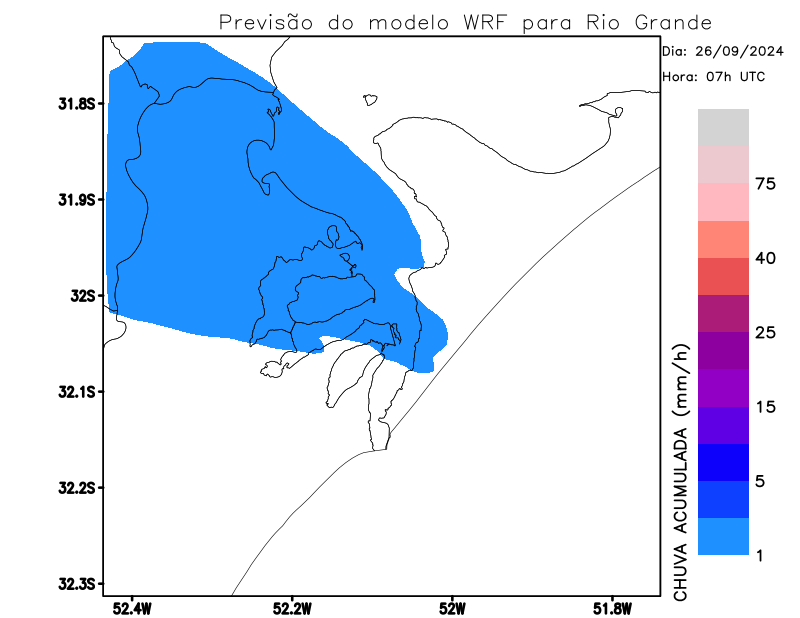 Previsão do modelo WRF para Rio Grande
Dia: 26/09/2024
Hora: 07h UTC
31.8S
31.9S
32S
32.1S
32.2S
32.3S
52.4W
52.2W
52W
51.8W
75
40
25
15
5
1
CHUVA ACUMULADA (mm/h)